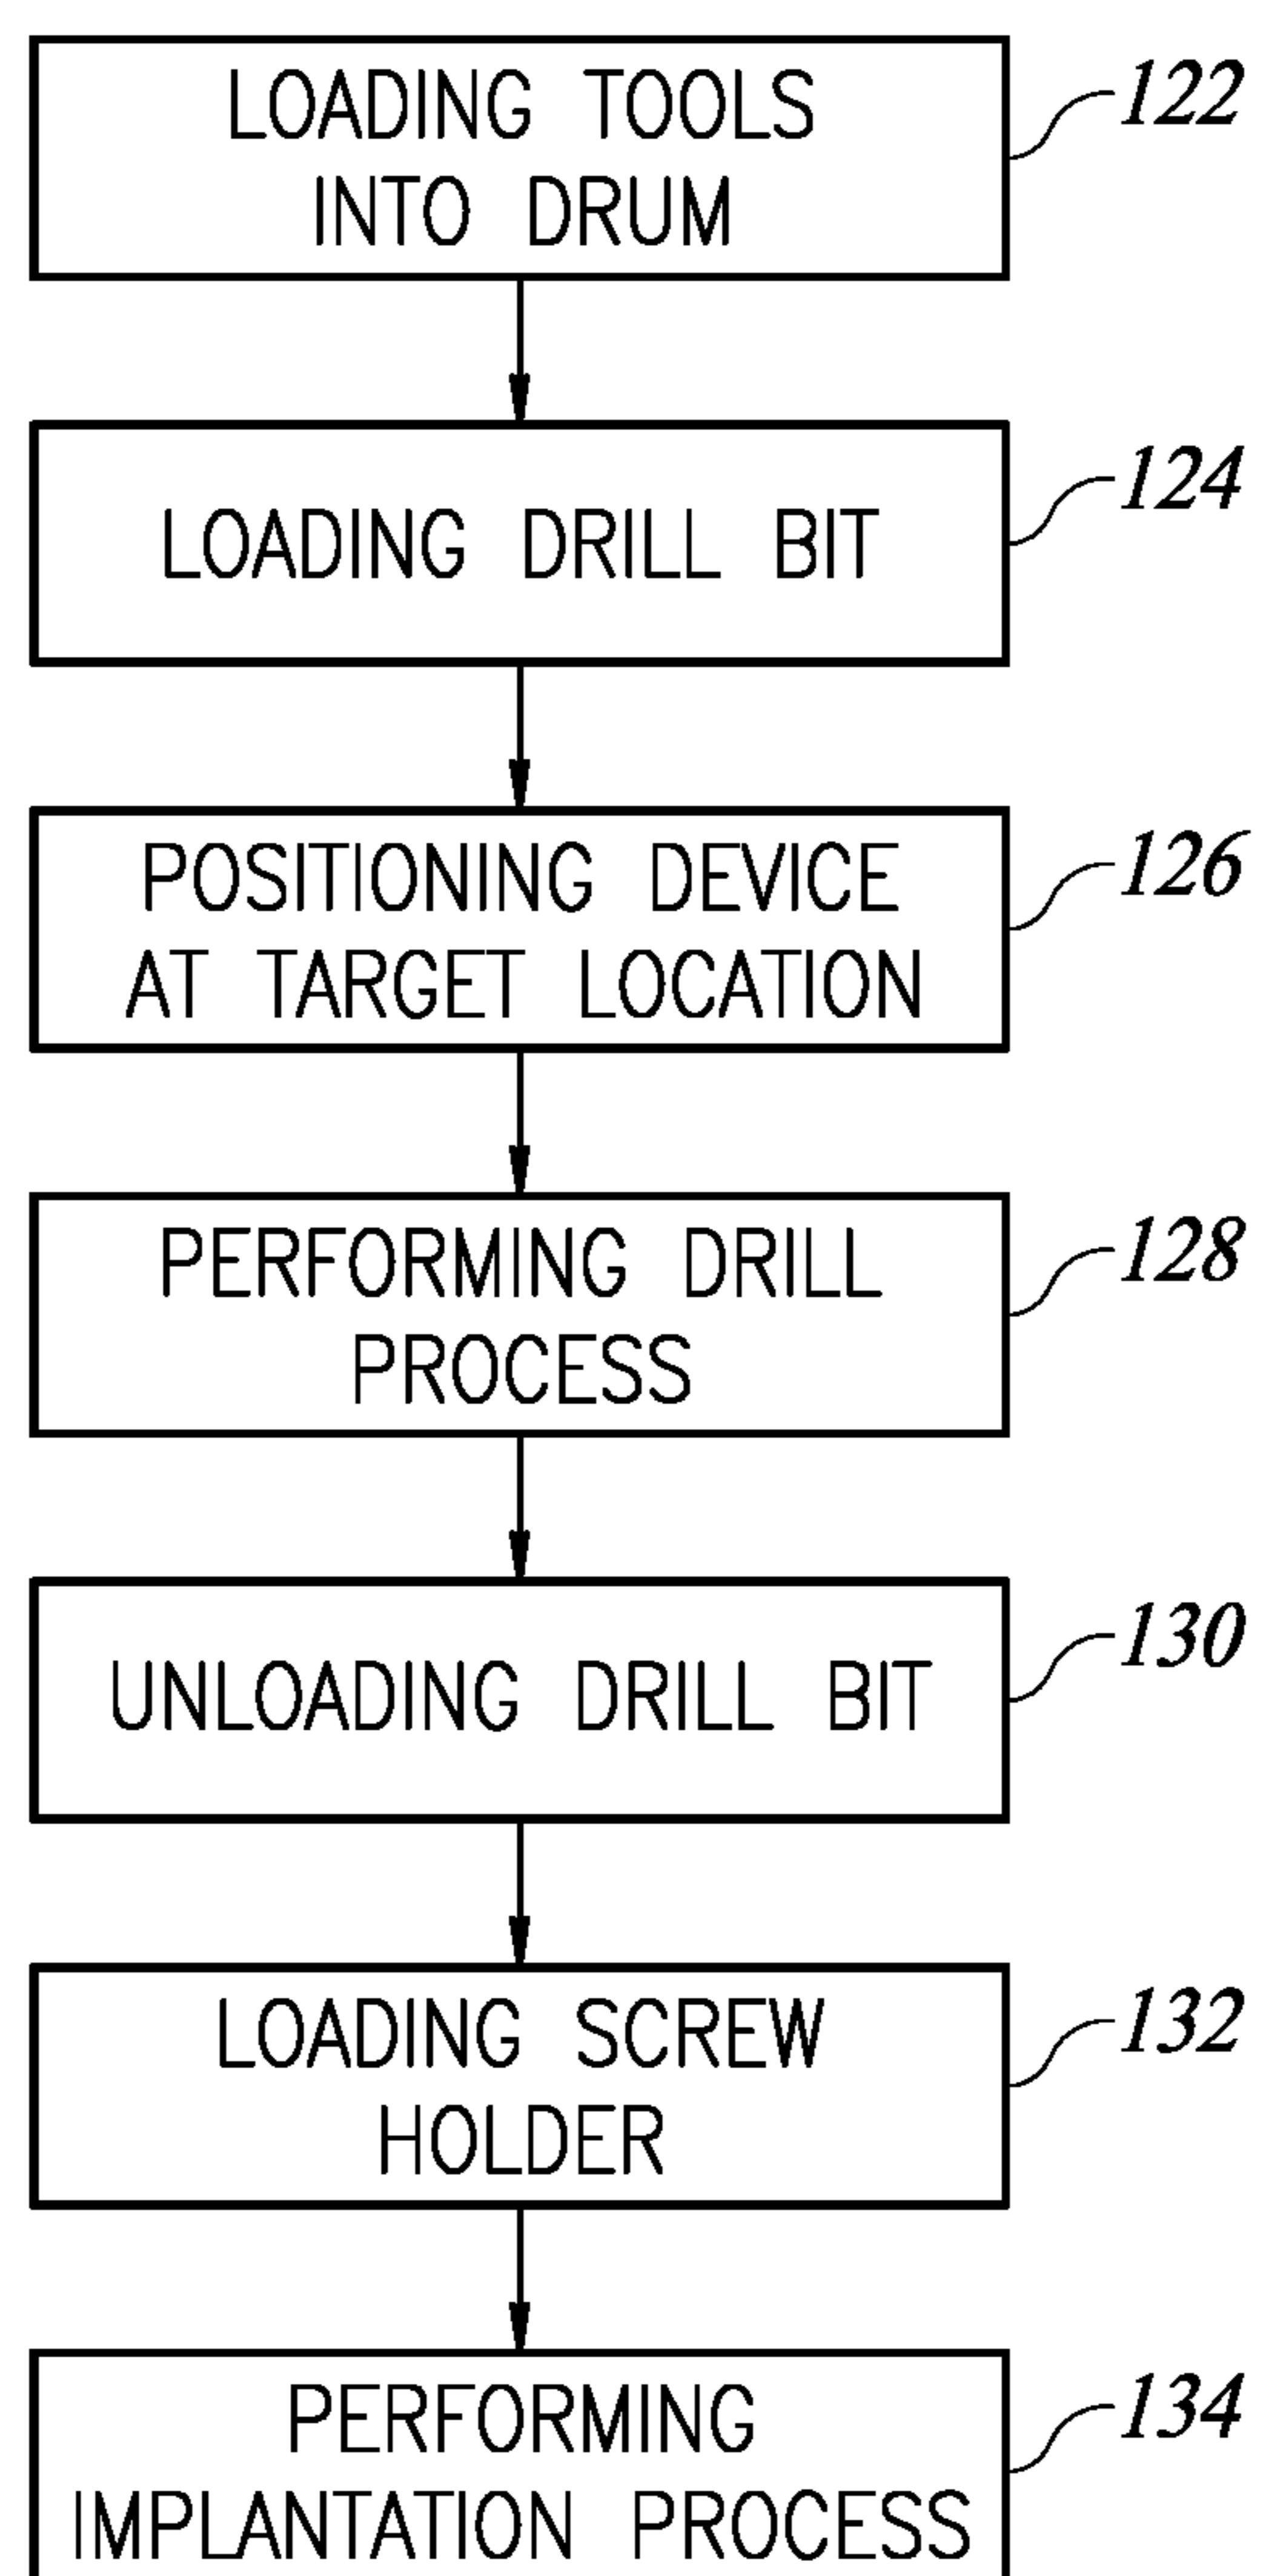 LOADING TOOLS
INTO DRUM
122
LOADING DRILL BIT
124
POSITIONING DEVICE
AT TARGET LOCATION
126
PERFORMING DRILL
PROCESS
128
UNLOADING DRILL BIT
130
LOADING SCREW
HOLDER
132
PERFORMING
IMPLANTATION PROCESS
134